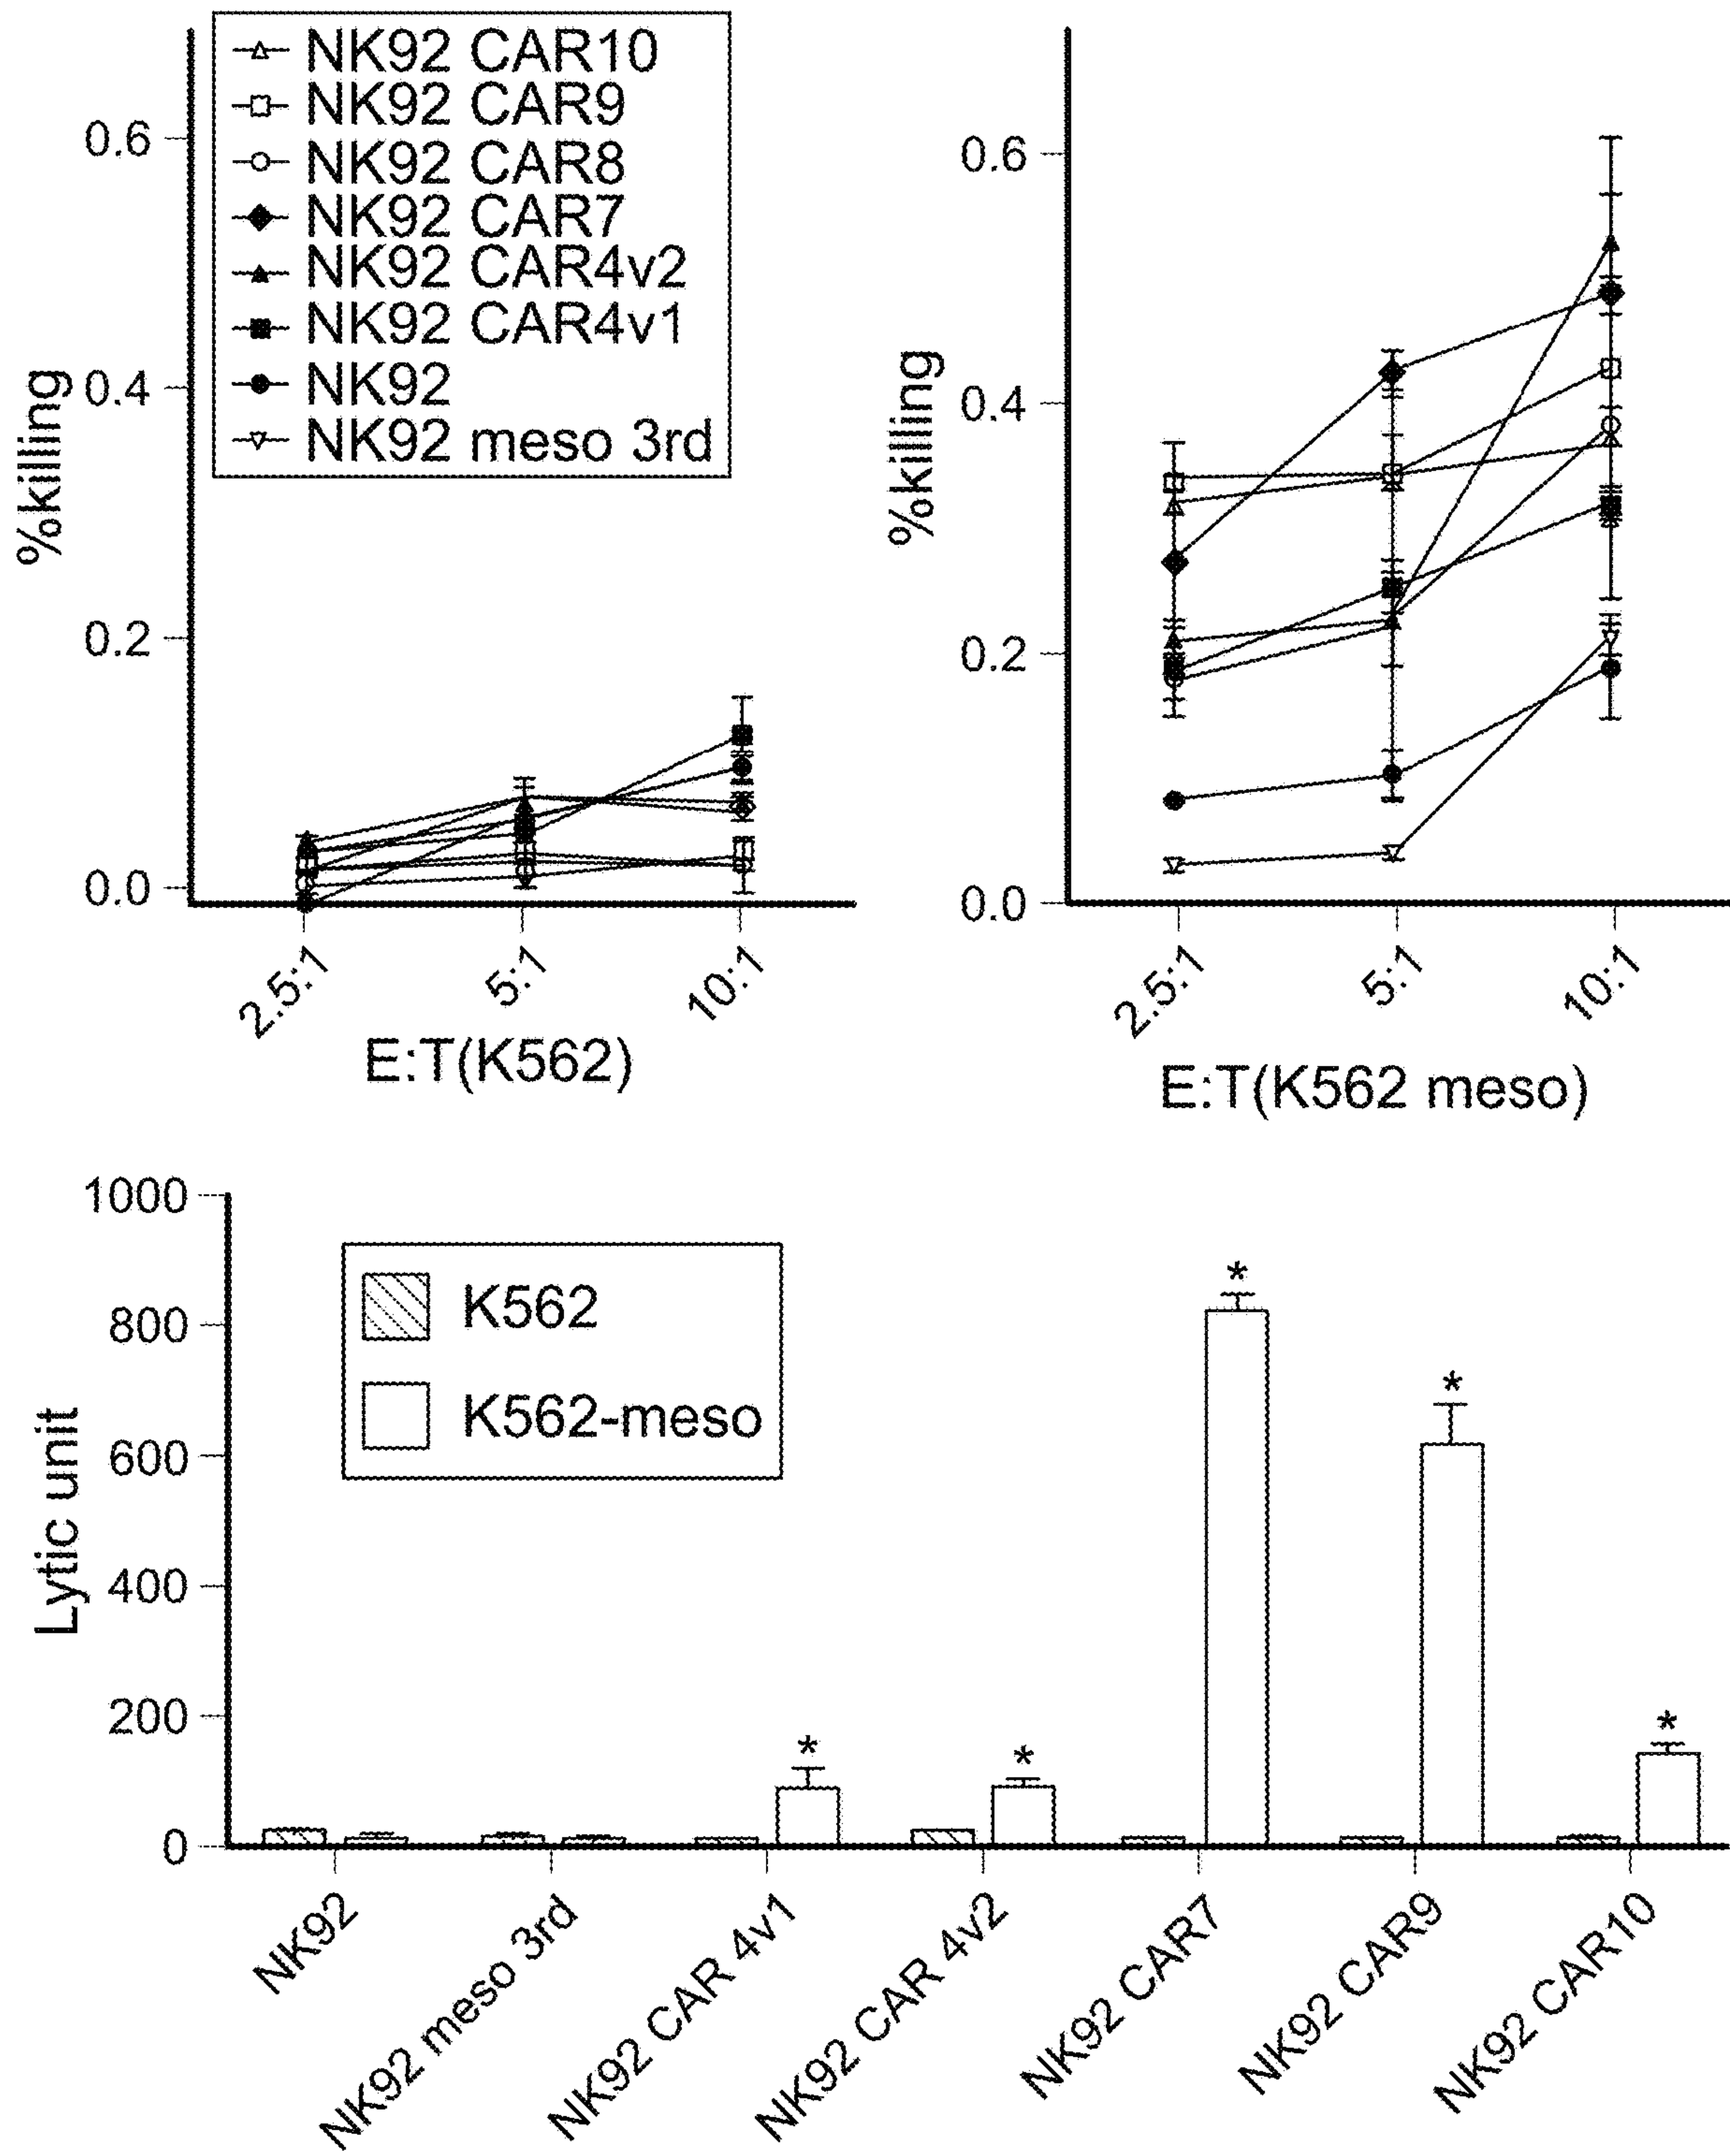 NK92 CAR10
NK92 CAR9
NK92 CAR8
NK92 CAR7
NK92 CAR4v2
NK92 CAR4v1
NK92
NK92 meso 3rd
%killing
0.6
0.4
0.2
0.0
2.5:1
5:1
10:1
E:T(K562)
%killing
0.6
0.4
0.2
0.0
2.5:1
5:1
10:1
E:T(K562 meso)
Lytic unit
1000
800
600
400
200
0
K562
K562-meso
*
*
*
*
*
NK92
NK92 meso 3rd
NK92 CAR 4v1
NK92 CAR 4v2
NK92 CAR7
NK92 CAR9
NK92 CAR10